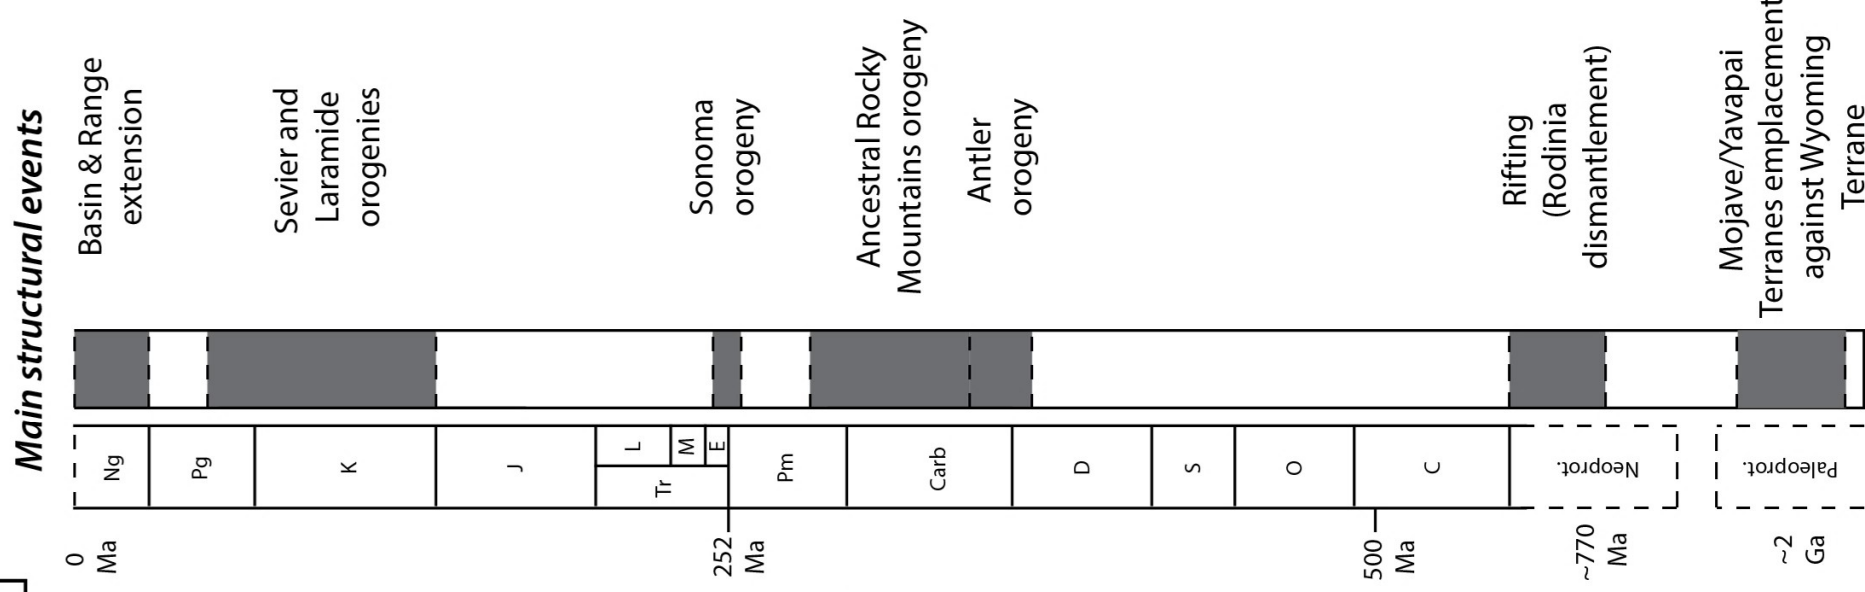 Main structural events
Basin & Range
extension
Sevier and
Laramide
orogenies
Sonoma
orogeny
Ancestral Rocky
Mountains orogeny
Antler
orogeny
Rifting
(Rodinia
dismantlement)
Mojave/Yavapai
Terranes emplacement
against Wyoming
Terrane
Ng
Pg
K
J
L
M
E
Tr
Pm
Carb
D
S
O
C
Neoprot.
Paleoprot.
0
Ma
252
Ma
500
Ma
~770
Ma
~2
Ga